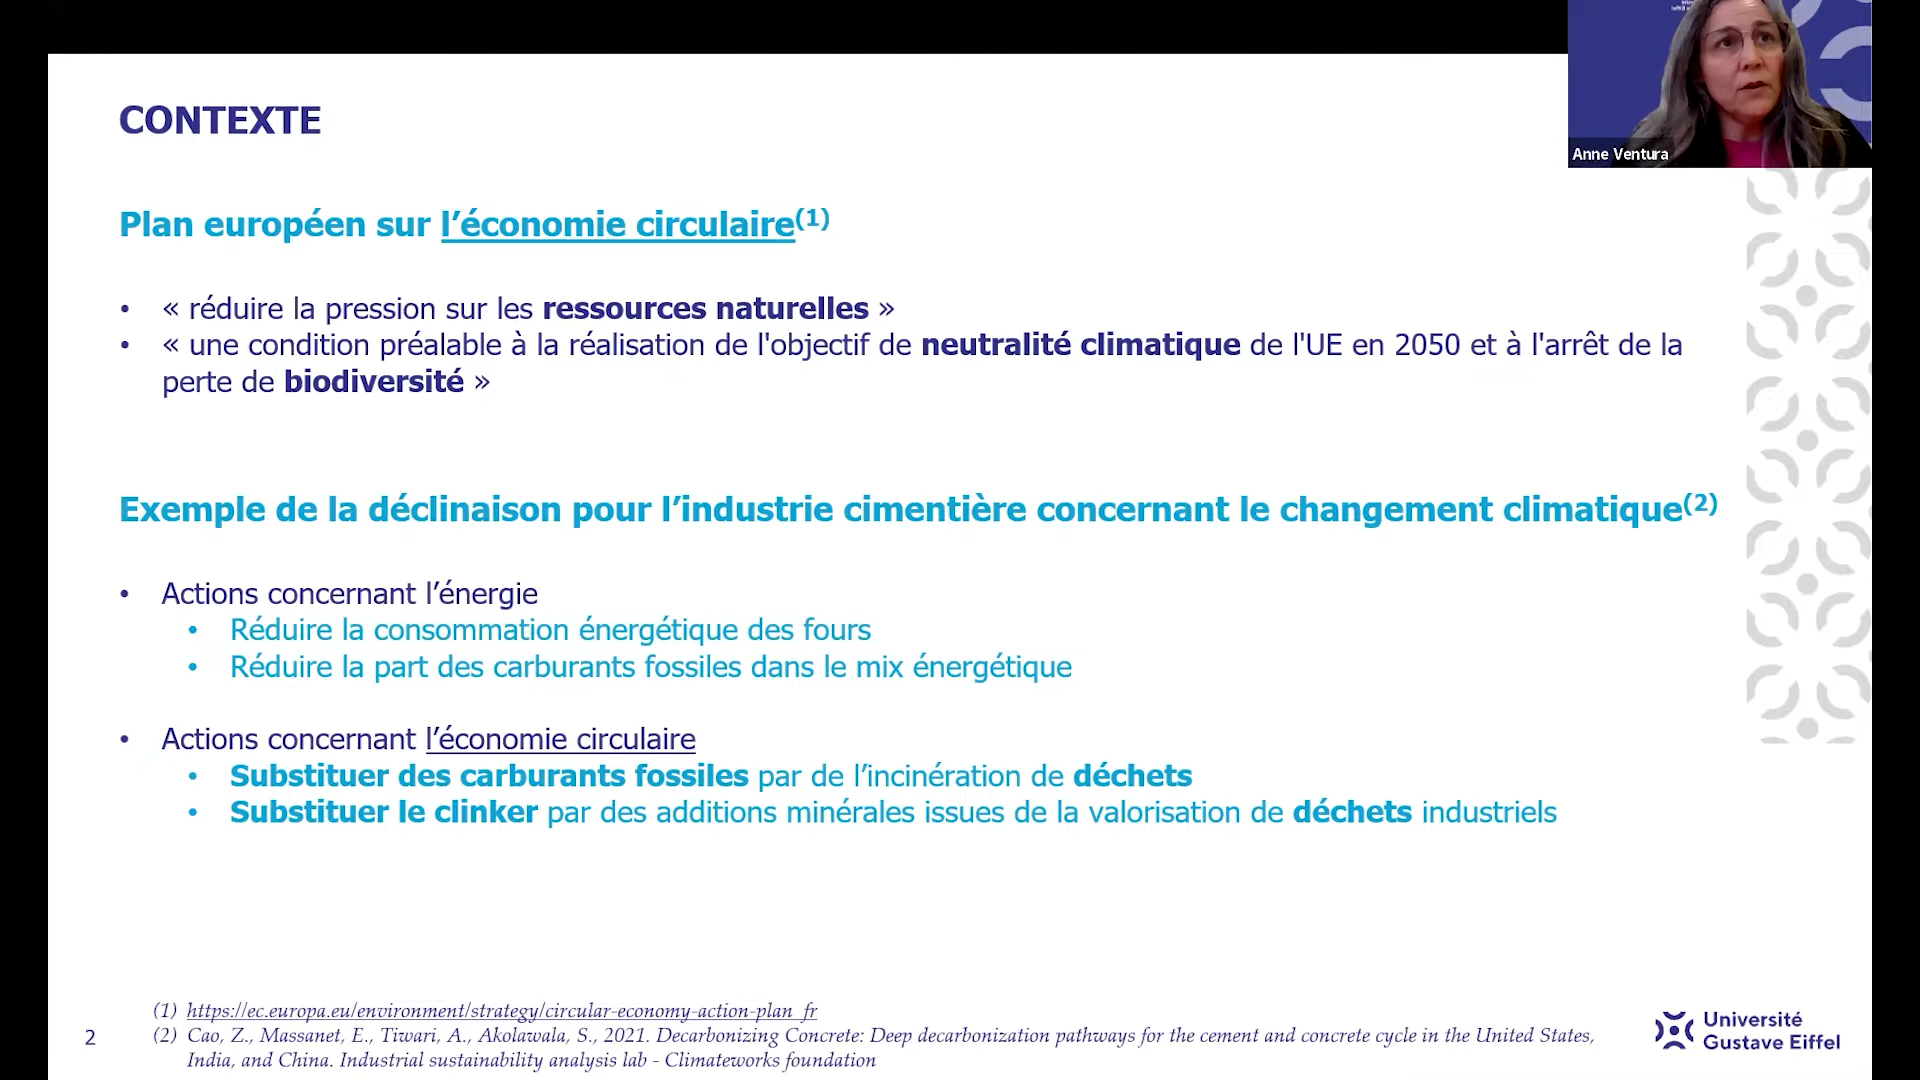 CONTEXTE
Anne Ventura
Plan européen sur l’économie circulaire(1)
• « réduire la pression sur les ressources naturelles »
• « une condition préalable à la réalisation de l'objectif de neutralité climatique de l'UE en 2050 et à l'arrêt de la
perte de biodiversité »
Exemple de la déclinaison pour l’industrie cimentière concernant le changement climatique(2)
• Actions concernant l’énergie
• Réduire la consommation énergétique des fours
• Réduire la part des carburants fossiles dans le mix énergétique
• Actions concernant l’économie circulaire
• Substituer des carburants fossiles par de l’incinération de déchets
• Substituer le clinker par des additions minérales issues de la valorisation de déchets industriels
(1) https://ec.europa.eu/environment/strategy/circular-economy-action-plan_fr
(2) Cao, Z., Massanet, E., Tiwari, A., Akolawala, S., 2021. Decarbonizing Concrete: Deep decarbonization pathways for the cement and concrete cycle in the United States,
India, and China. Industrial sustainability analysis lab - Climateworks foundation
2
Université
Gustave Eiffel